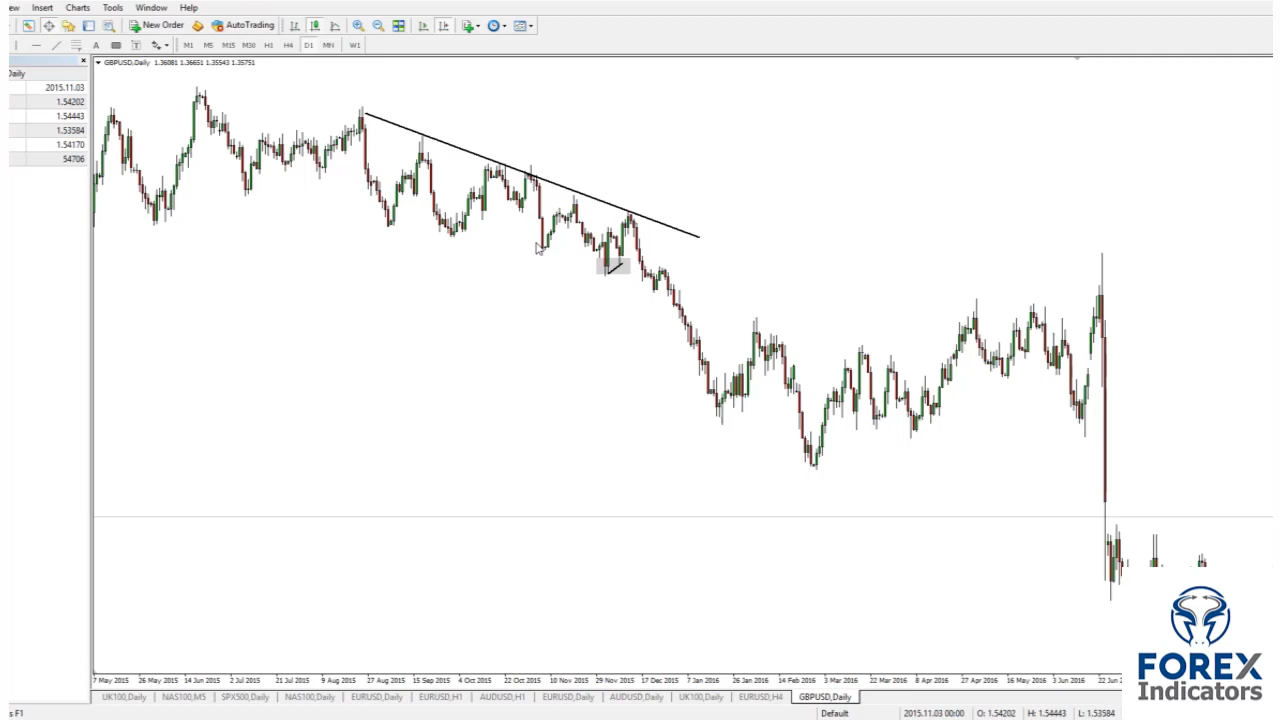 ew Insert Charts Tools Window Help
New Order AutoTrading
A T M1 M5 M15 M30 H1 H4 D1 MN W1
GBPUSD,Daily 1.36081 1.36651 1.35543 1.35751
Daily
2015.11.03
1.54202
1.54443
1.53584
1.54170
54706
7 May 2015 26 May 2015 14 Jun 2015 2 Jul 2015 21 Jul 2015 9 Aug 2015 27 Aug 2015 15 Sep 2015 4 Oct 2015 22 Oct 2015 10 Nov 2015 29 Nov 2015 17 Dec 2015 7 Jan 2016 26 Jan 2016 14 Feb 2016 3 Mar 2016 22 Mar 2016 8 Apr 2016 27 Apr 2016 16 May 2016 3 Jun 2016 22 Jun
UK100,Daily NAS100,M5 SPX500,Daily NAS100,Daily EURUSD,Daily EURUSD,H1 AUDUSD,H1 EURUSD,Daily AUDUSD,Daily UK100,Daily EURUSD,H4 GBPUSD,Daily
s F1 Default 2015.11.03 00:00 O: 1.54202 H: 1.54443 L: 1.53584
FOREX
Indicators